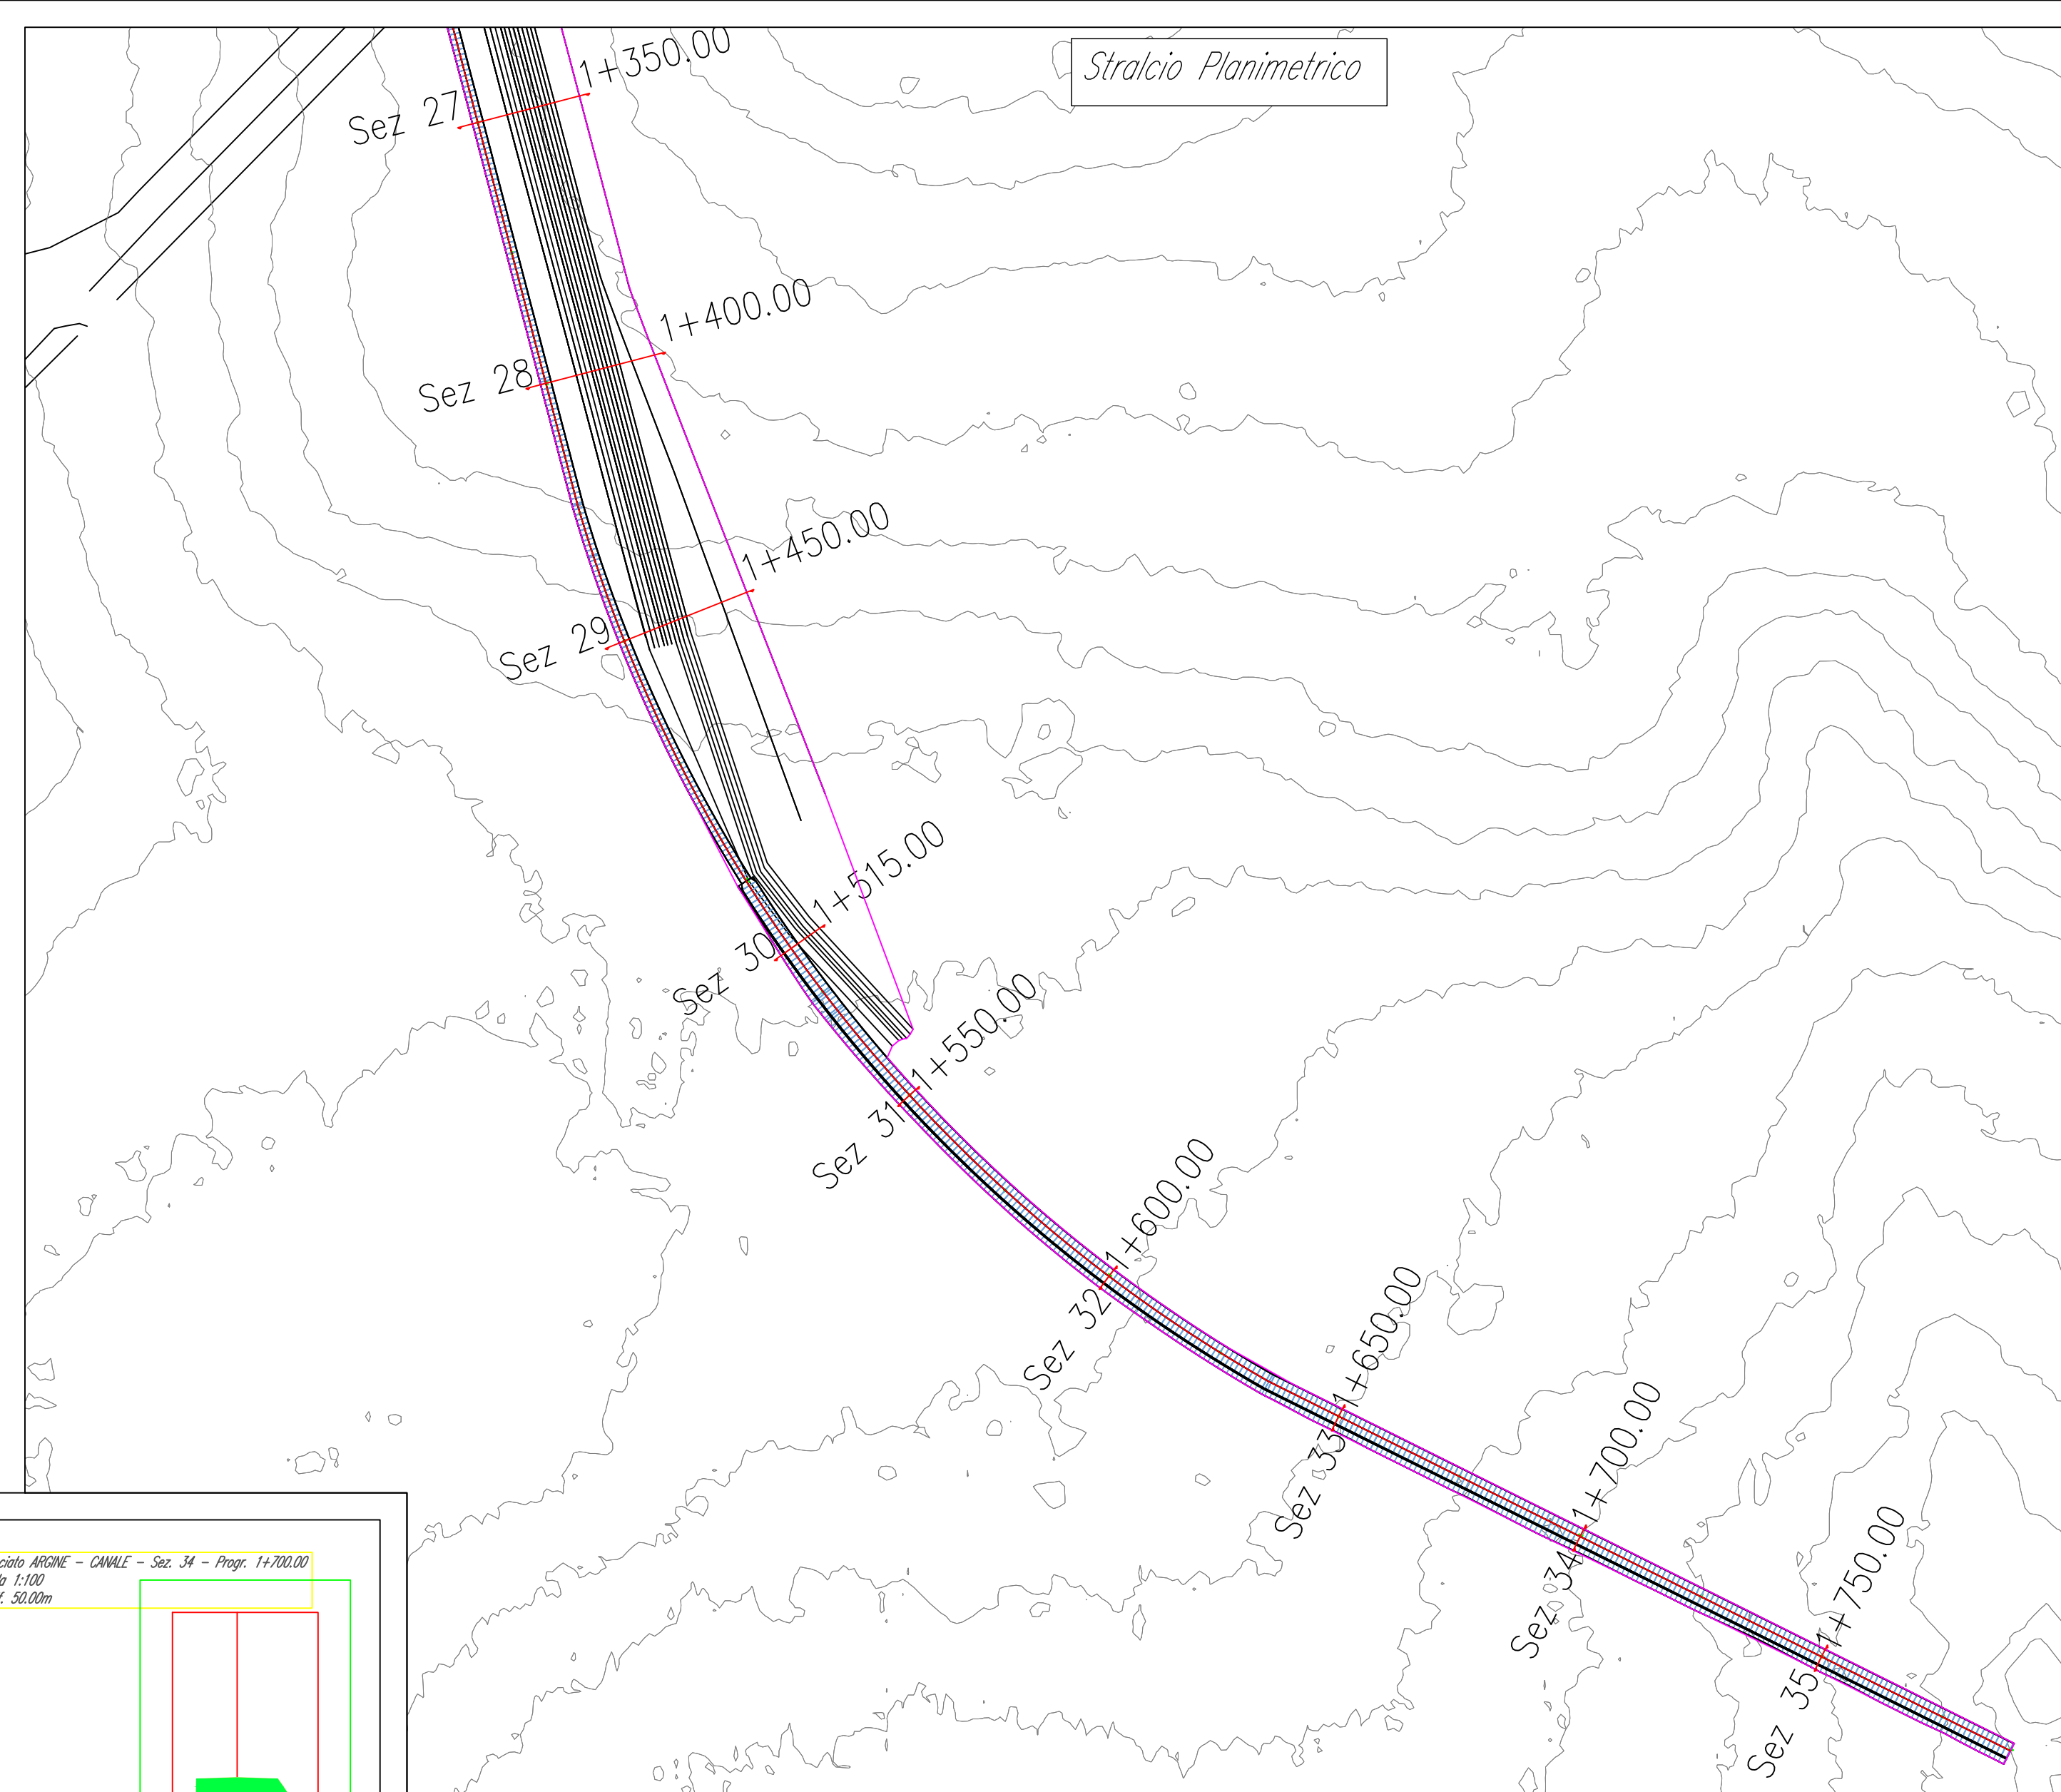 Stralcio Planimetrico
Sez 27
1+350.00
Sez 28
1+400.00
Sez 29
1+450.00
Sez 30
1+515.00
Sez 31
1+550.00
Sez 32
1+600.00
Sez 33
1+650.00
Sez 34
1+700.00
Sez 35
1+750.00
ciato ARGINE - CANALE - Sez. 34 - Progr. 1+700.00
la 1:100
f. 50.00m